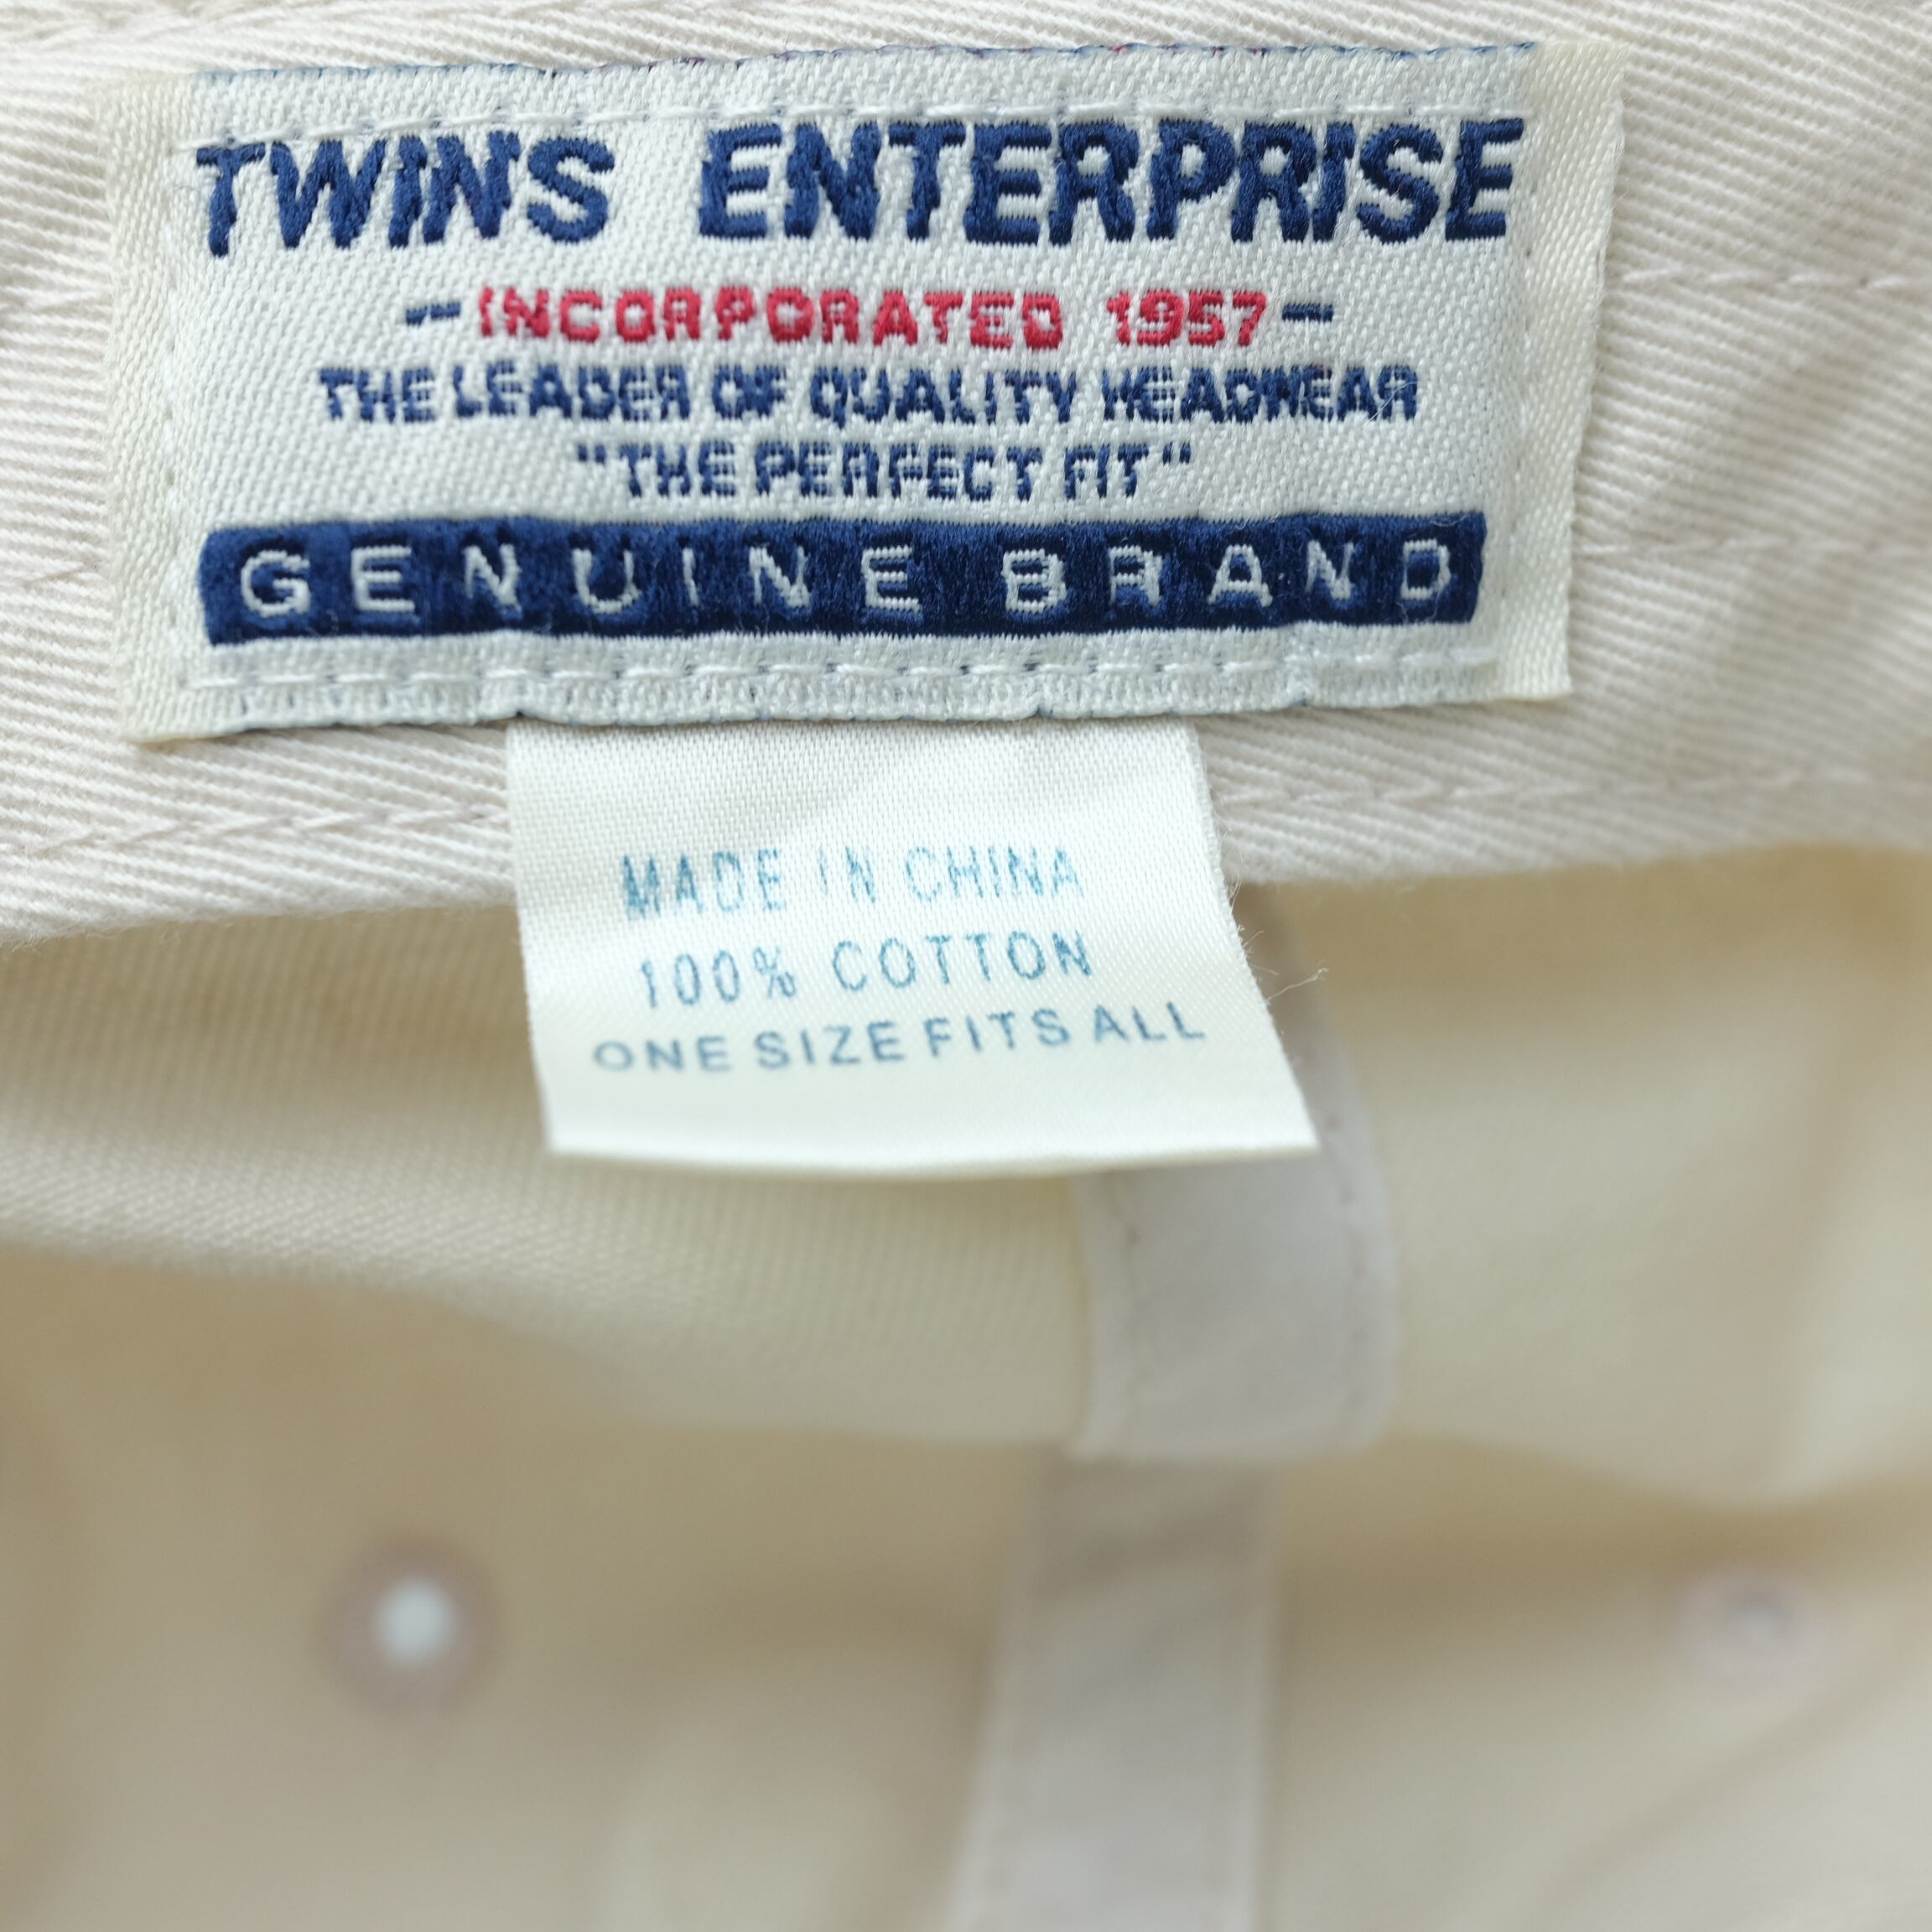 TWINS ENTERPRISE
-INCORPORATED 1957-
THE LEADER OF QUALITY HEADWEAR
"THE PERFECT FIT"
GENUINE BRAND
MADE IN CHINA
100% COTTON
ONE SIZE FITS ALL